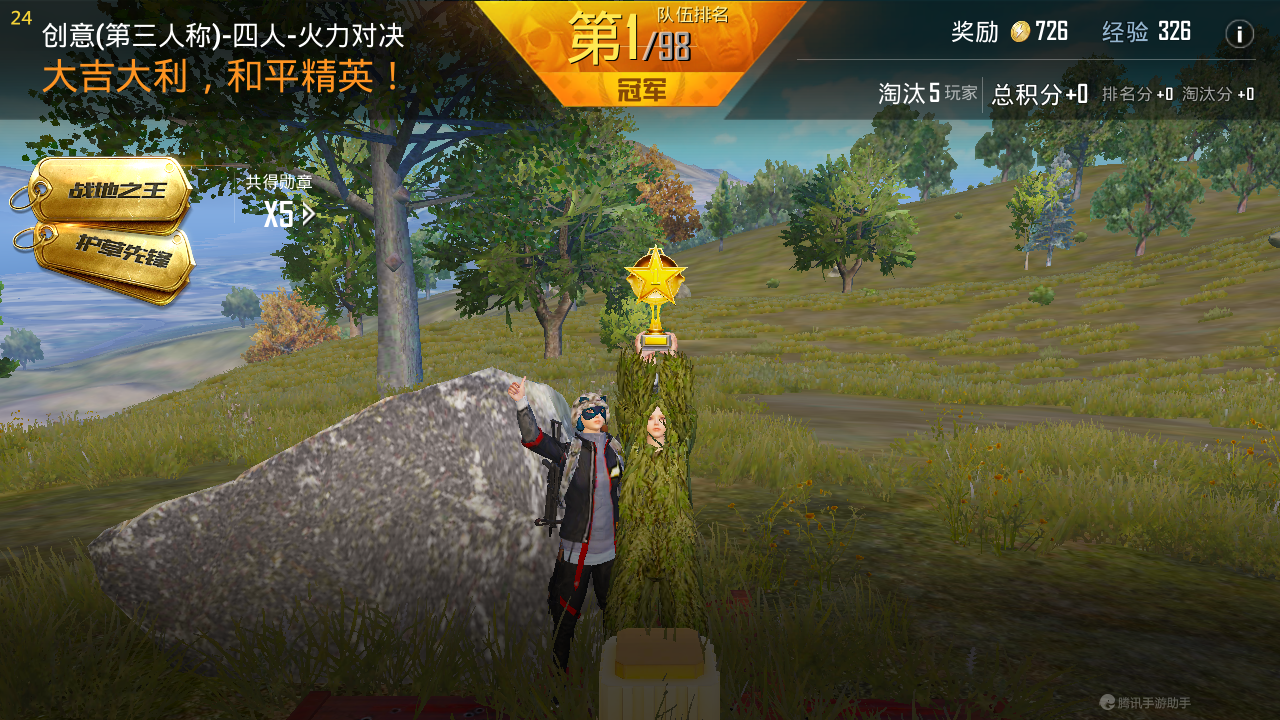 24
创意(第三人称)-四人-火力对决
大吉大利，和平精英！
队伍排名
第1/98
冠军
奖励 726 经验 326
淘汰5玩家 总积分+0 排名分+0 淘汰分+0
战地之王
共得勋章
X5
护草先锋
腾讯手游助手